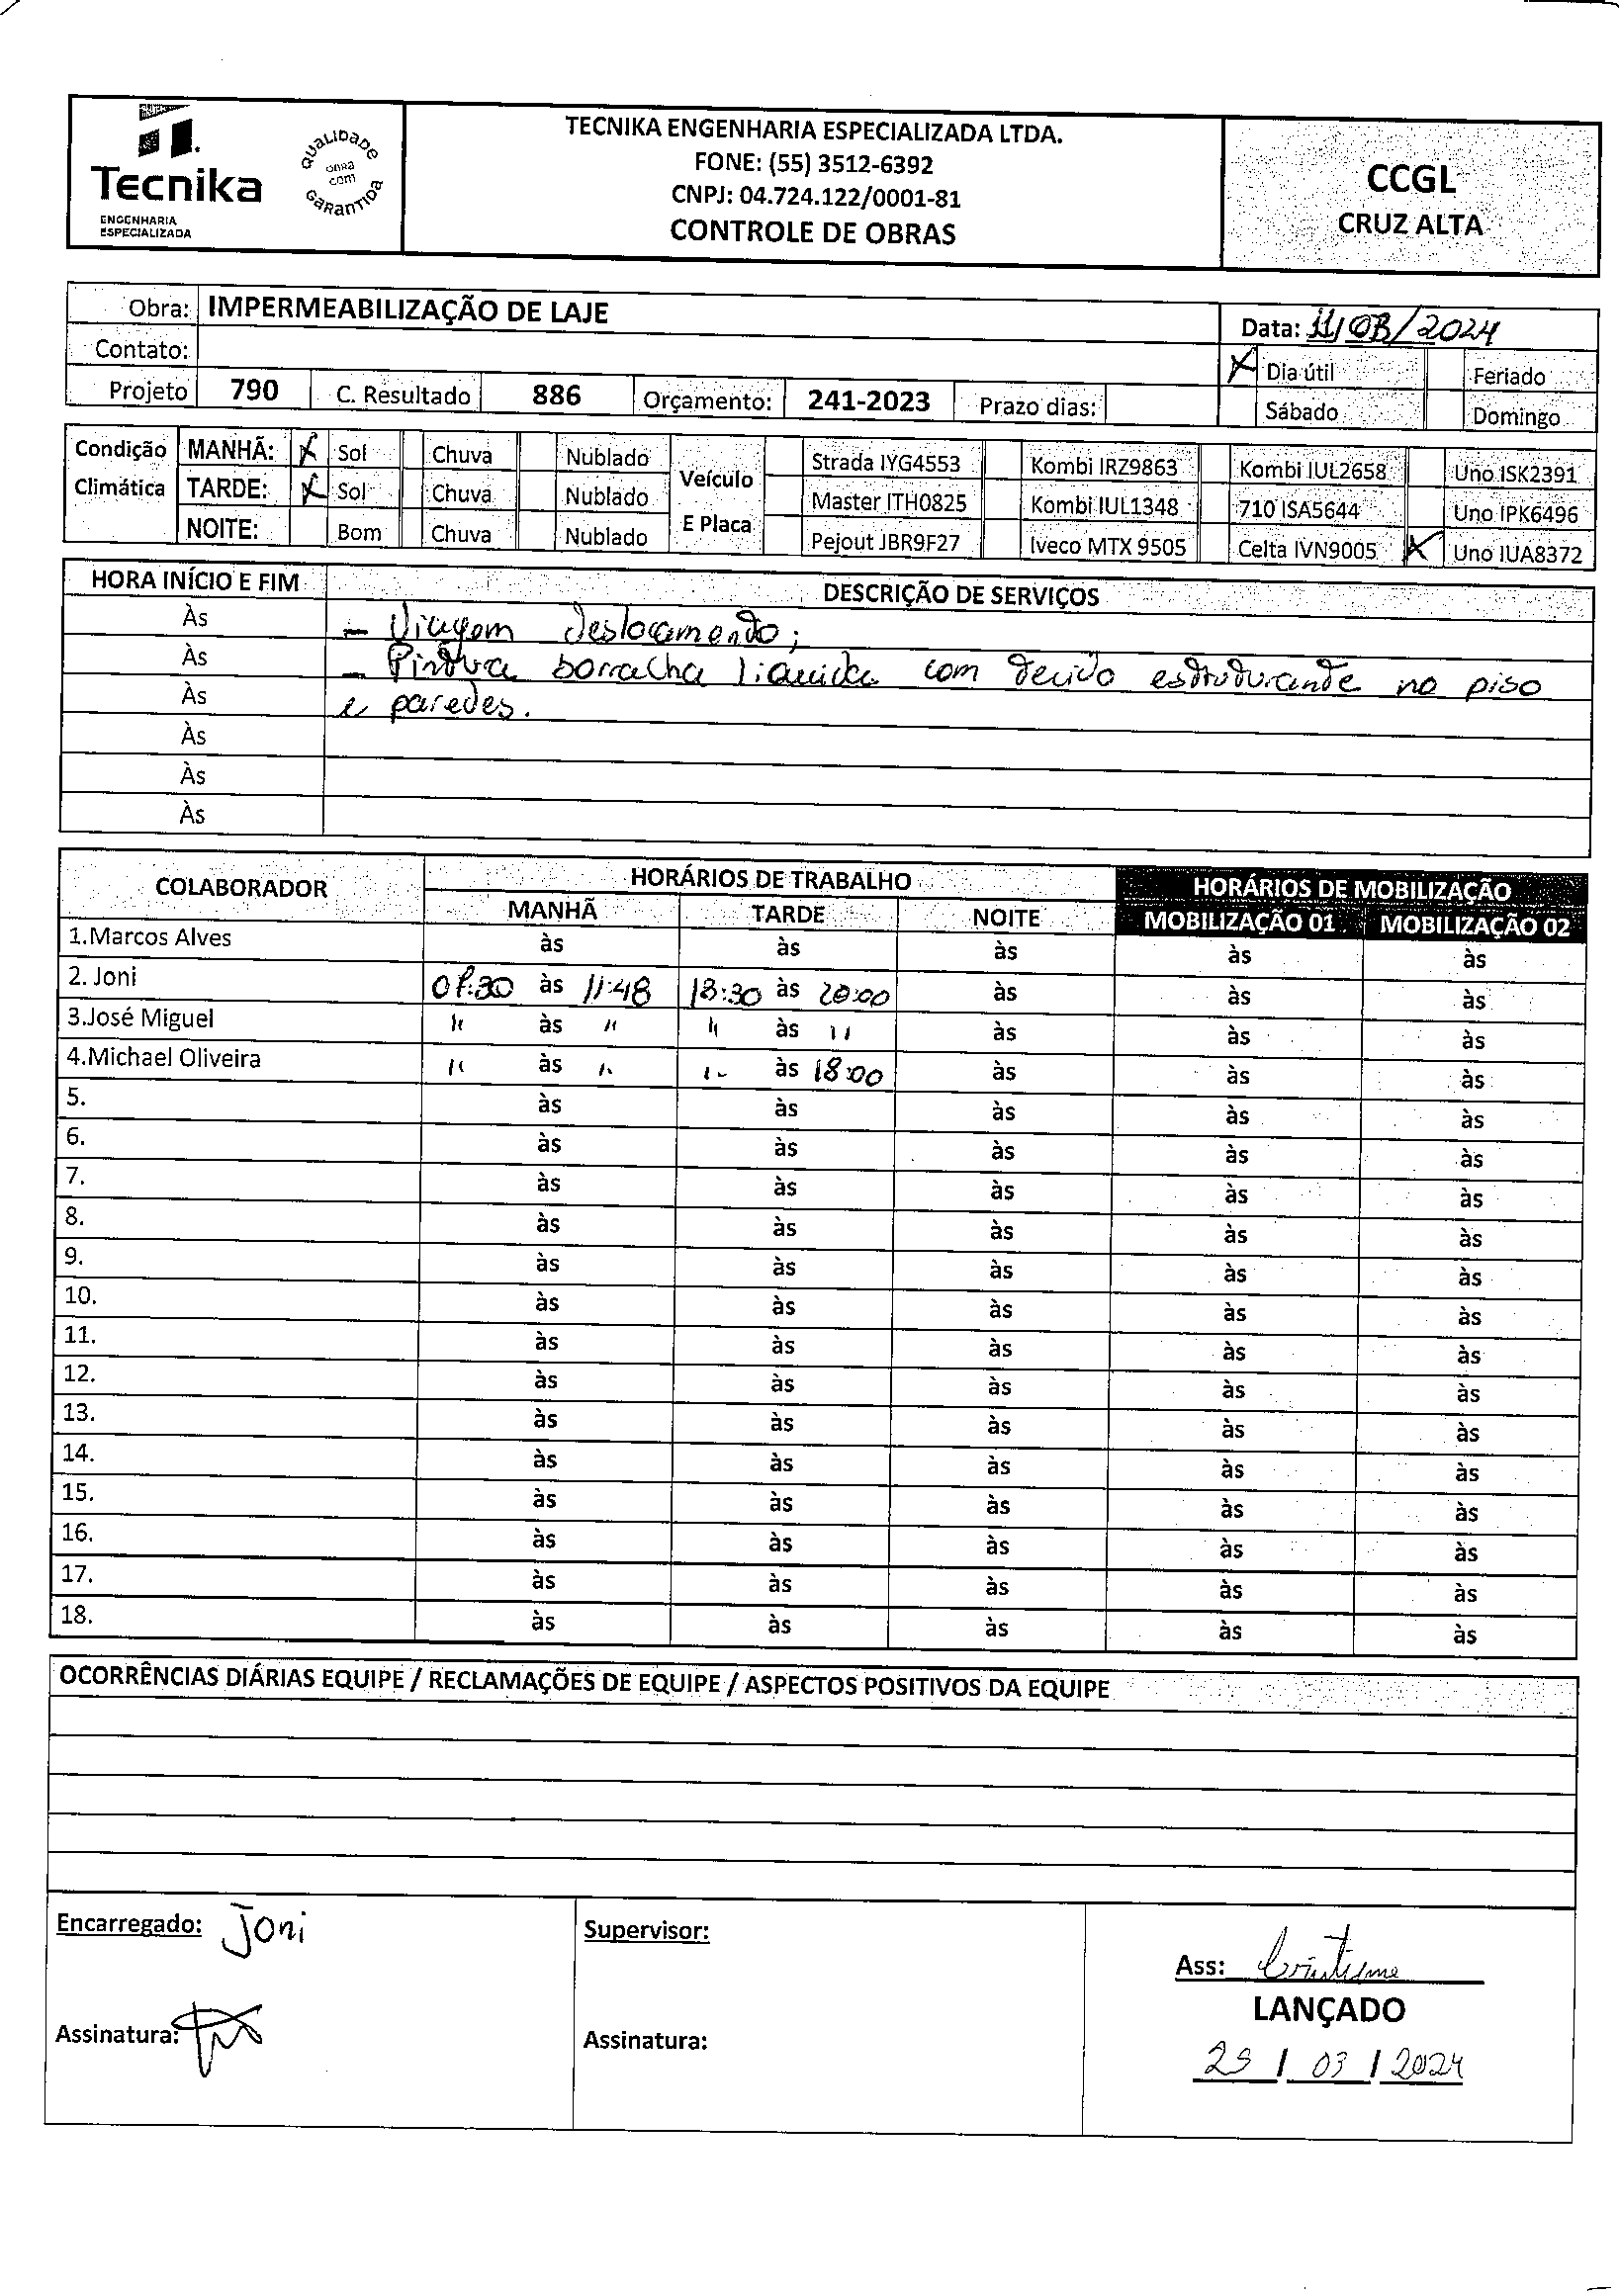 Tecnika
ENGENHARIA
ESPECIALIZADA
QUALIDADE
OBRA
COM
GARANTIDA
TECNIKA ENGENHARIA ESPECIALIZADA LTDA.
FONE: (55) 3512-6392
CNPJ: 04.724.122/0001-81
CONTROLE DE OBRAS
CCGL
CRUZ ALTA
Obra: IMPERMEABILIZAÇÃO DE LAJE
Data: 11/03/2024
Contato:
X Dia útil Feriado
Projeto 790 C. Resultado 886 Orçamento: 241-2023 Prazo dias:
Sábado Domingo
Condição Climática
MANHÃ: X Sol Chuva Nublado
TARDE: X Sol Chuva Nublado
NOITE: Bom Chuva Nublado
Veículo E Placa
Strada IYG4553 Kombi IRZ9863 Kombi IUL2658 Uno ISK2391
Master ITH0825 Kombi IUL1348 710 ISA5644 Uno IPK6496
Pejout JBR9F27 Iveco MTX 9505 Celta IVN9005 X Uno IUA8372
HORA INÍCIO E FIM DESCRIÇÃO DE SERVIÇOS
Às - Viagem deslocamento;
Às - Pintura borracha liquida com tecido estruturante no piso
Às e paredes.
Às
Às
Às
COLABORADOR HORÁRIOS DE TRABALHO HORÁRIOS DE MOBILIZAÇÃO
MANHÃ TARDE NOITE MOBILIZAÇÃO 01 MOBILIZAÇÃO 02
1.Marcos Alves às às às às às
2. Joni 07:30 às 11:48 13:30 às 20:00 às às às
3.José Miguel " às " " às " às às às
4.Michael Oliveira " às " " às 18:00 às às às
5. às às às às às
6. às às às às às
7. às às às às às
8. às às às às às
9. às às às às às
10. às às às às às
11. às às às às às
12. às às às às às
13. às às às às às
14. às às às às às
15. às às às às às
16. às às às às às
17. às às às às às
18. às às às às às
OCORRÊNCIAS DIÁRIAS EQUIPE / RECLAMAÇÕES DE EQUIPE / ASPECTOS POSITIVOS DA EQUIPE
Encarregado: Joni
Assinatura:
Supervisor:
Assinatura:
Ass:
LANÇADO
29 / 03 / 2024